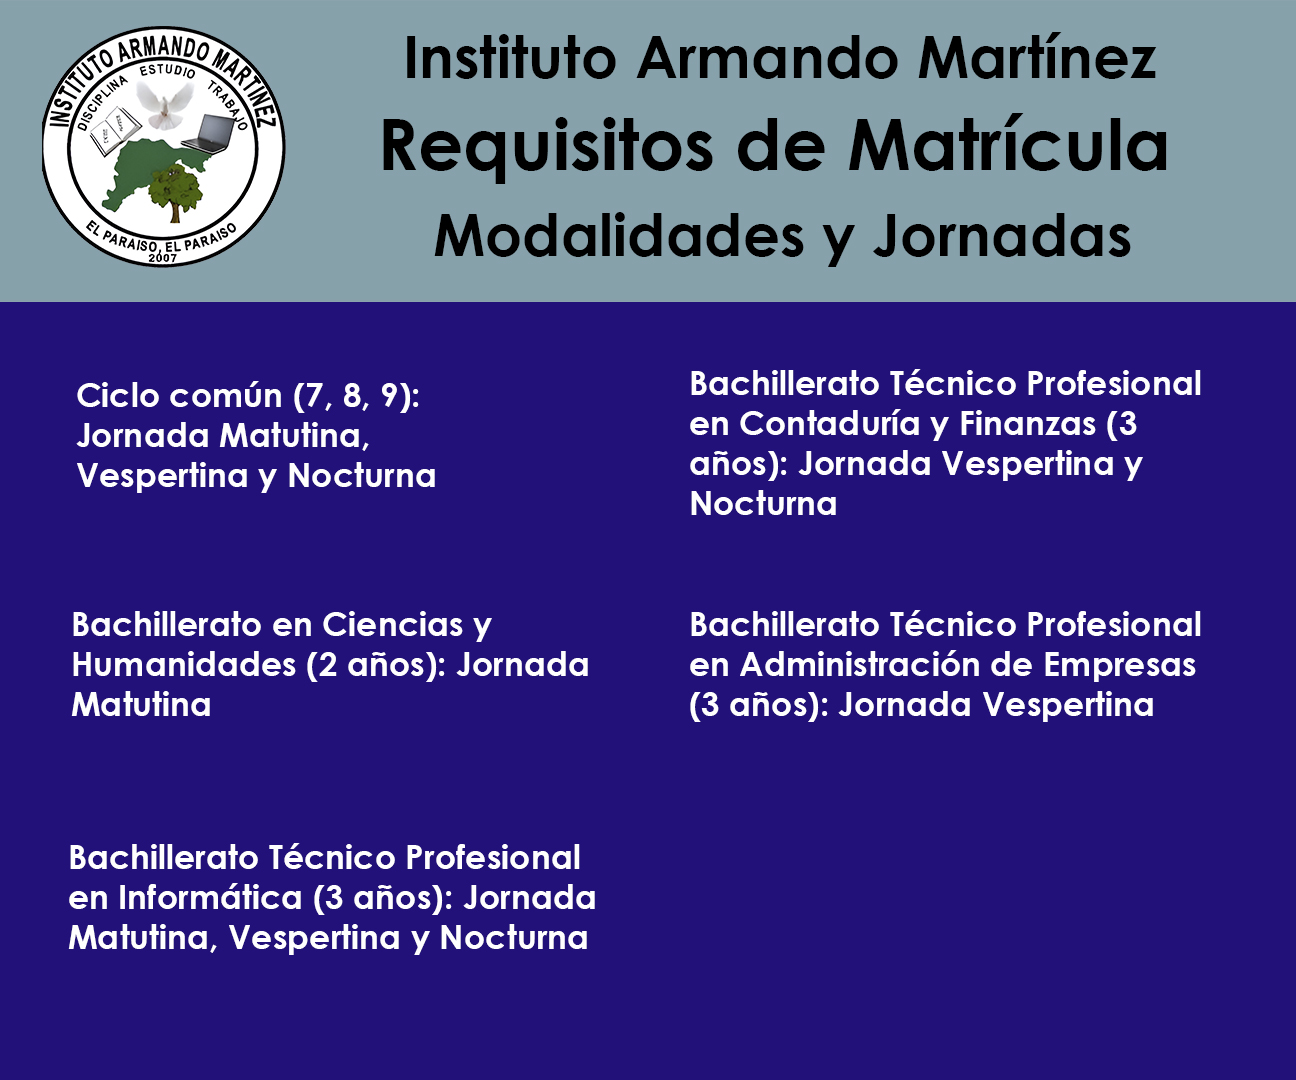 INSTITUTO ARMANDO MARTINEZ
DISCIPLINA ESTUDIO TRABAJO
EL PARAISO, EL PARAISO
2007
Instituto Armando Martínez
Requisitos de Matrícula
Modalidades y Jornadas
Ciclo común (7, 8, 9):
Jornada Matutina,
Vespertina y Nocturna
Bachillerato Técnico Profesional
en Contaduría y Finanzas (3
años): Jornada Vespertina y
Nocturna
Bachillerato en Ciencias y
Humanidades (2 años): Jornada
Matutina
Bachillerato Técnico Profesional
en Administración de Empresas
(3 años): Jornada Vespertina
Bachillerato Técnico Profesional
en Informática (3 años): Jornada
Matutina, Vespertina y Nocturna